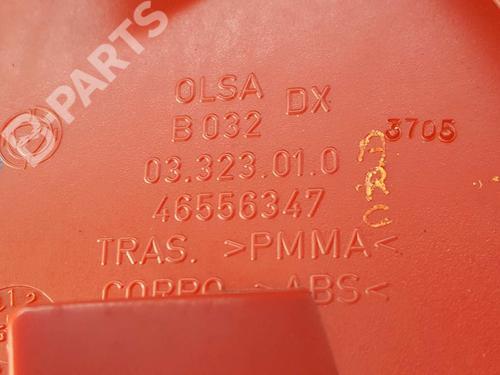 B-PARTS
OLSA DX
B 032
3705
03.323.01.0
46556347
ARC
TRAS. >PMMA<
CORPO >ABS<